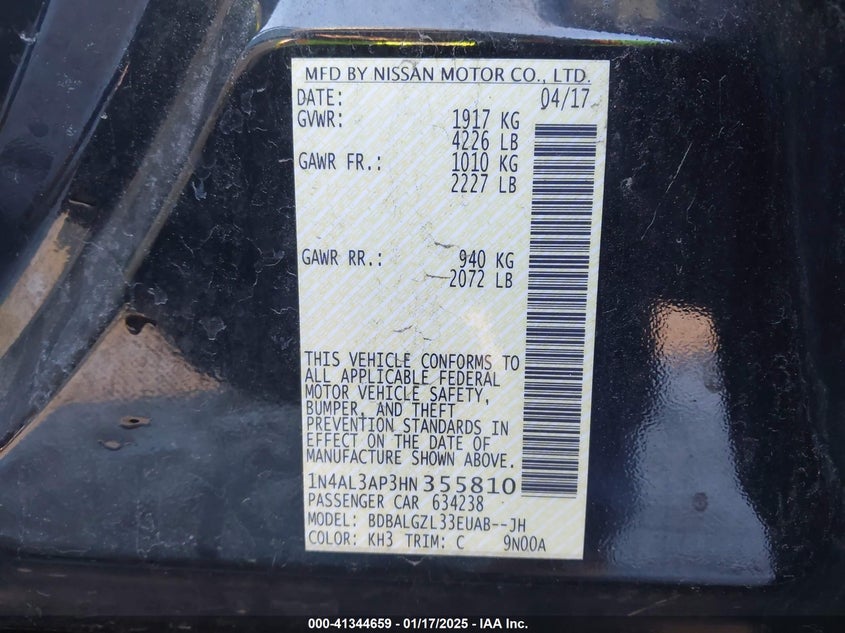 MFD BY NISSAN MOTOR CO., LTD.
DATE: 04/17
GVWR: 1917 KG
4226 LB
GAWR FR.: 1010 KG
2227 LB
GAWR RR.: 940 KG
2072 LB
THIS VEHICLE CONFORMS TO
ALL APPLICABLE FEDERAL
MOTOR VEHICLE SAFETY,
BUMPER, AND THEFT
PREVENTION STANDARDS IN
EFFECT ON THE DATE OF
MANUFACTURE SHOWN ABOVE.
1N4AL3AP3HN355810
PASSENGER CAR 634238
MODEL: BDBALGZL33EUAB--JH
COLOR: KH3 TRIM: C 9N00A
000-41344659 - 01/17/2025 - IAA Inc.